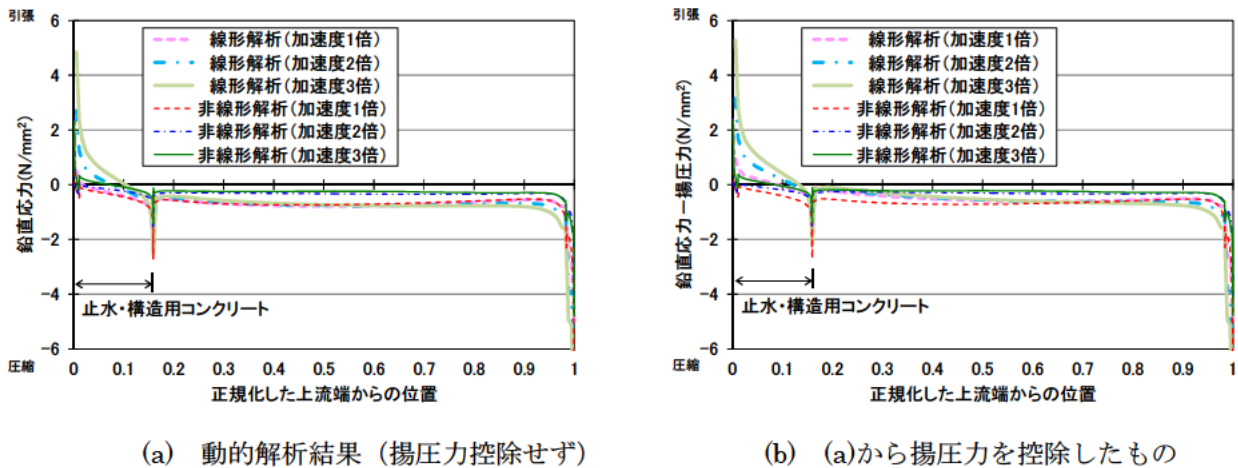 引張
6
4
2
0
-2
-4
-6
圧縮
鉛直応力(N/mm²)
線形解析(加速度1倍)
線形解析(加速度2倍)
線形解析(加速度3倍)
非線形解析(加速度1倍)
非線形解析(加速度2倍)
非線形解析(加速度3倍)
止水・構造用コンクリート
0 0.1 0.2 0.3 0.4 0.5 0.6 0.7 0.8 0.9 1
正規化した上流端からの位置
(a) 動的解析結果（揚圧力控除せず）
引張
6
4
2
0
-2
-4
-6
圧縮
鉛直応力－揚圧力(N/mm²)
線形解析(加速度1倍)
線形解析(加速度2倍)
線形解析(加速度3倍)
非線形解析(加速度1倍)
非線形解析(加速度2倍)
非線形解析(加速度3倍)
止水・構造用コンクリート
0 0.1 0.2 0.3 0.4 0.5 0.6 0.7 0.8 0.9 1
正規化した上流端からの位置
(b) (a)から揚圧力を控除したもの